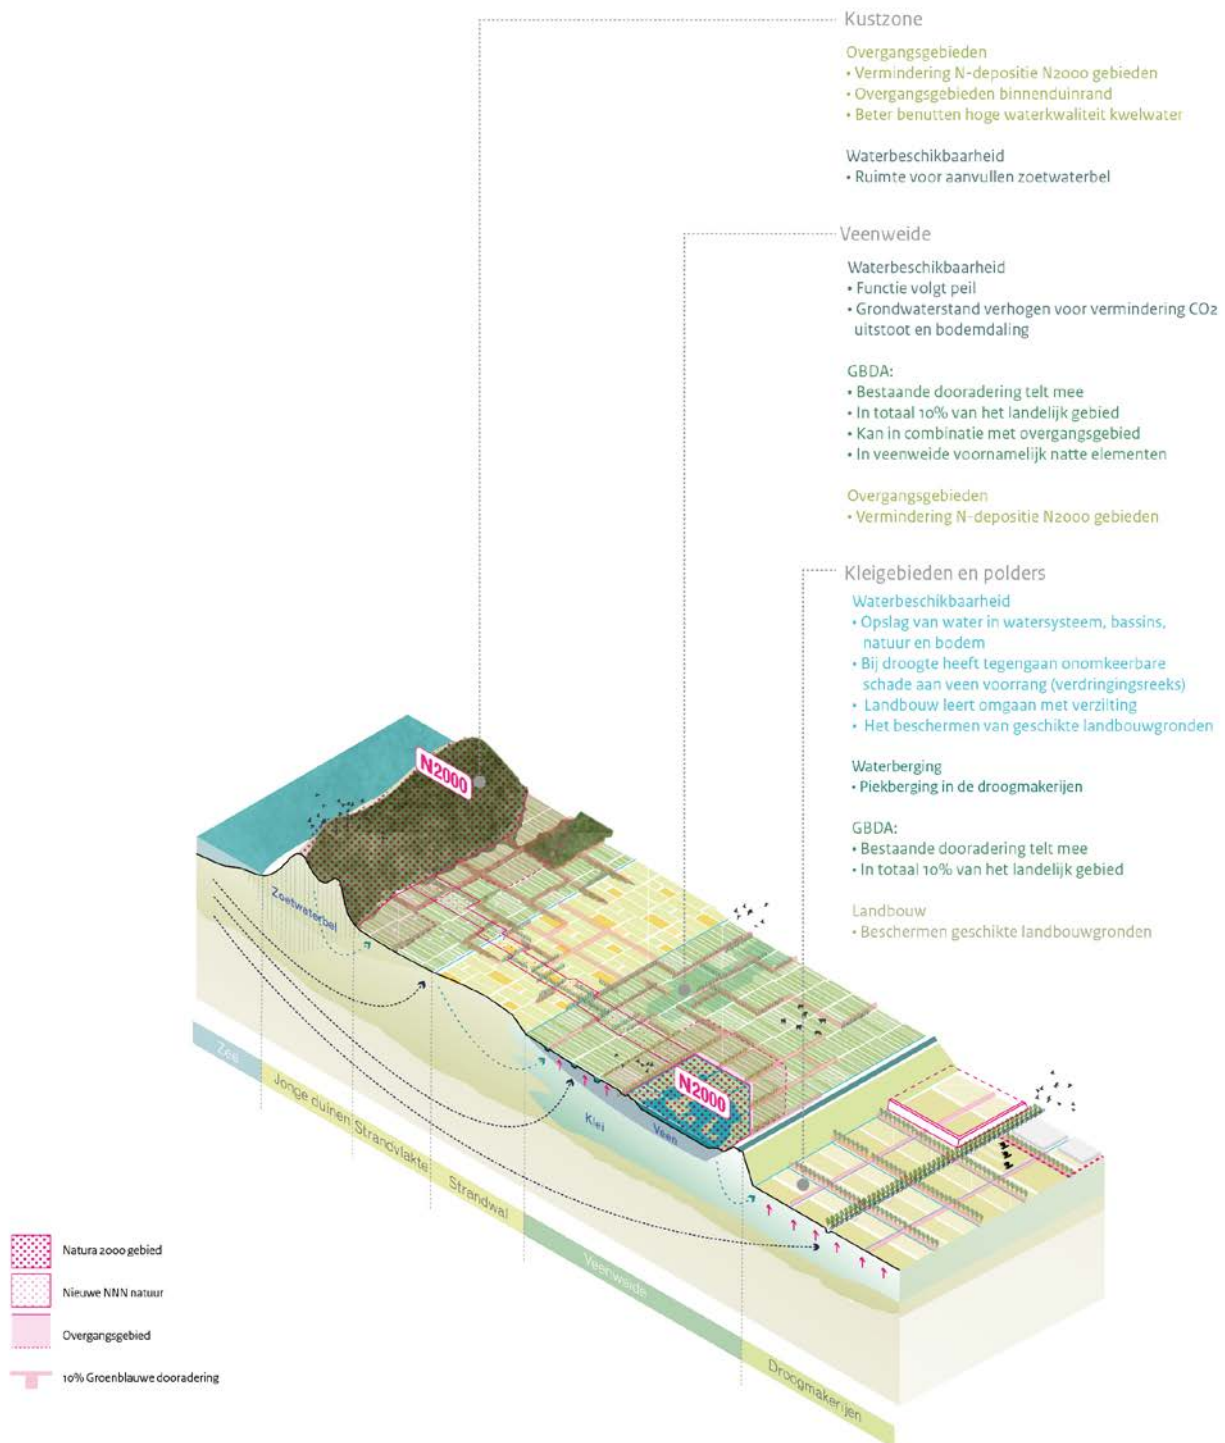 Kustzone
Overgangsgebieden
• Vermindering N-depositie N2000 gebieden
• Overgangsgebieden binnenduinrand
• Beter benutten hoge waterkwaliteit kwelwater
Waterbeschikbaarheid
• Ruimte voor aanvullen zoetwaterbel
Veenweide
Waterbeschikbaarheid
• Functie volgt peil
• Grondwaterstand verhogen voor vermindering CO2
uitstoot en bodemdaling
GBDA:
• Bestaande dooradering telt mee
• In totaal 10% van het landelijk gebied
• Kan in combinatie met overgangsgebied
• In veenweide voornamelijk natte elementen
Overgangsgebieden
• Vermindering N-depositie N2000 gebieden
Kleigebieden en polders
Waterbeschikbaarheid
• Opslag van water in watersysteem, bassins,
natuur en bodem
• Bij droogte heeft tegengaan onomkeerbare
schade aan veen voorrang (verdringingsreeks)
• Landbouw leert omgaan met verzilting
• Het beschermen van geschikte landbouwgronden
Waterberging
• Piekberging in de droogmakerijen
GBDA:
• Bestaande dooradering telt mee
• In totaal 10% van het landelijk gebied
Landbouw
• Beschermen geschikte landbouwgronden
N2000
Zoetwaterbel
N2000
Klei
Veen
Zee
Jonge duinen
Strandvlakte
Strandwal
Veenweide
Droogmakerijen
Natura 2000 gebied
Nieuwe NNN natuur
Overgangsgebied
10% Groenblauwe dooradering